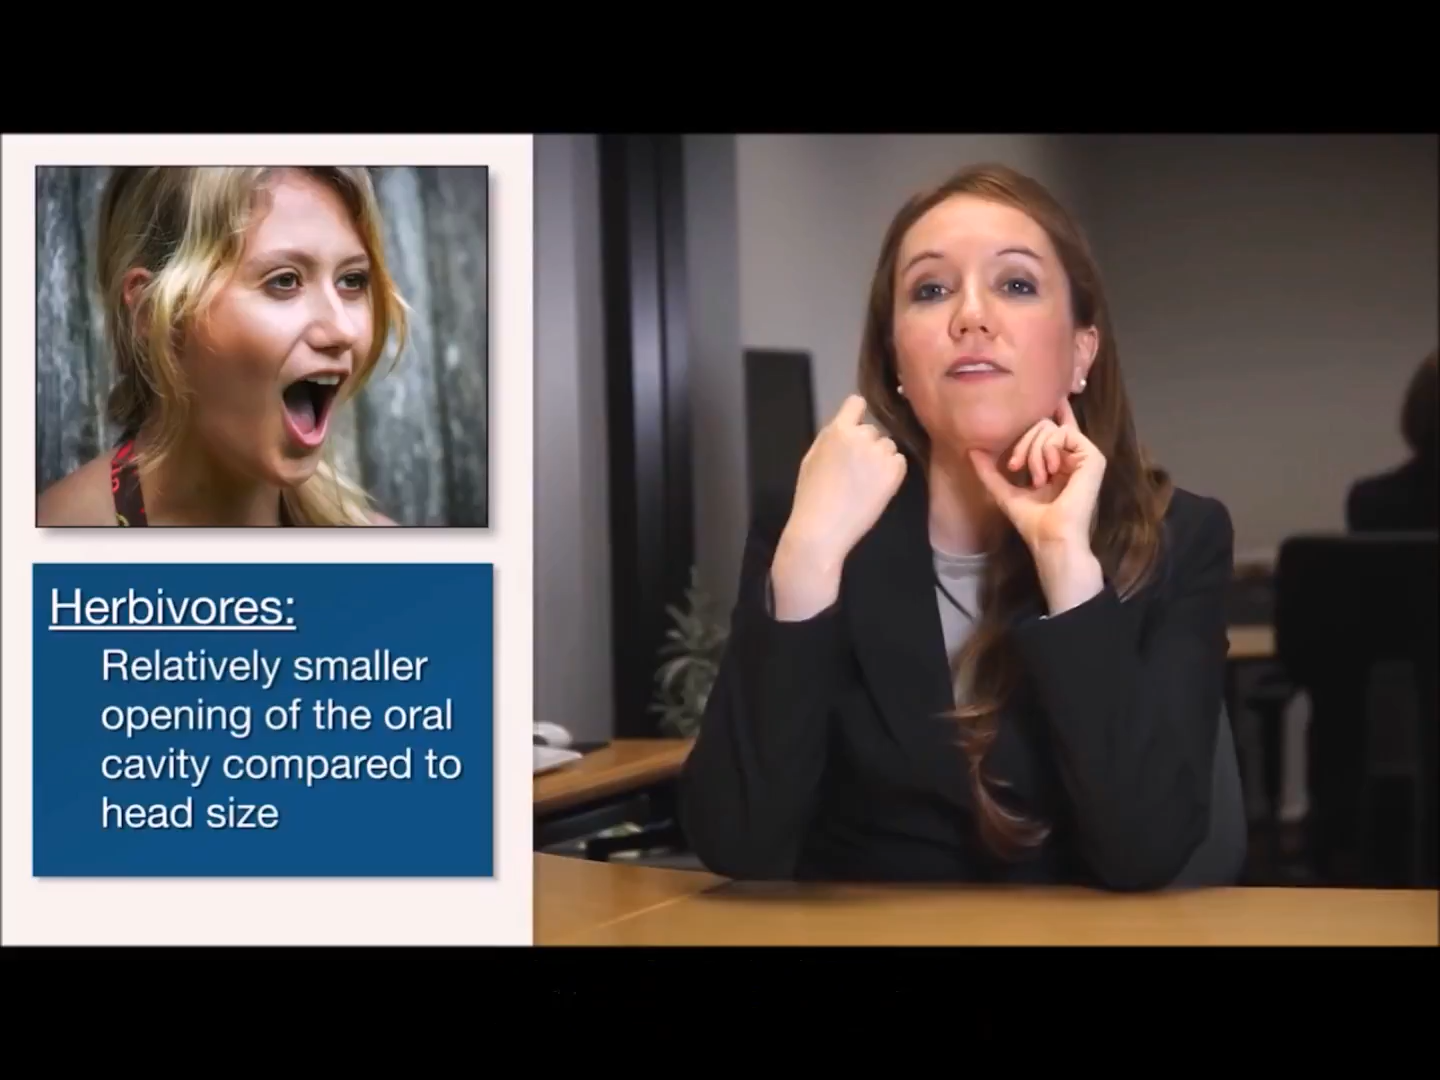 Herbivores:
Relatively smaller
opening of the oral
cavity compared to
head size